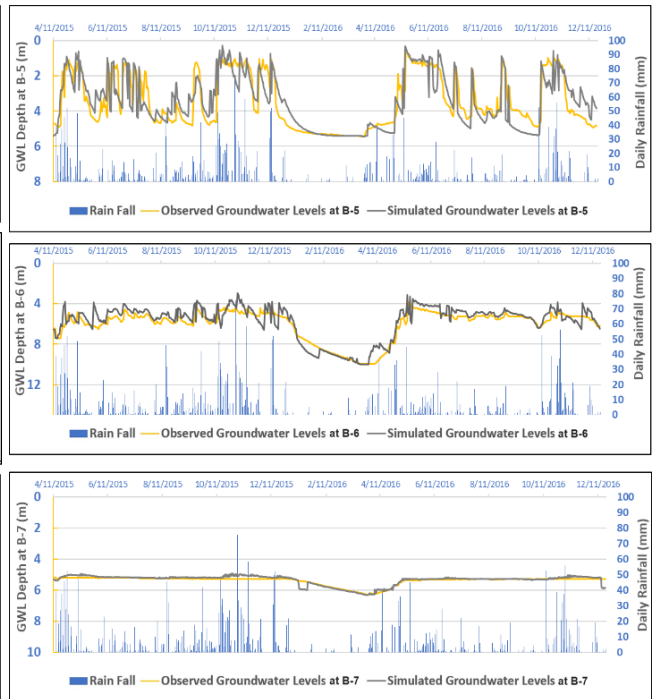 4/11/2015 6/11/2015 8/11/2015 10/11/2015 12/11/2015 2/11/2016 4/11/2016 6/11/2016 8/11/2016 10/11/2016 12/11/2016
0 100
90
2 80
70
60
4 50
40
6 30
20
10
8 0
GWL Depth at B-5 (m)
Daily Rainfall (mm)
Rain Fall Observed Groundwater Levels at B-5 Simulated Groundwater Levels at B-5
4/11/2015 6/11/2015 8/11/2015 10/11/2015 12/11/2015 2/11/2016 4/11/2016 6/11/2016 8/11/2016 10/11/2016 12/11/2016
0 100
90
80
4 70
60
50
8 40
30
12 20
10
0
GWL Depth at B-6 (m)
Daily Rainfall (mm)
Rain Fall Observed Groundwater Levels at B-6 Simulated Groundwater Levels at B-6
4/11/2015 6/11/2015 8/11/2015 10/11/2015 12/11/2015 2/11/2016 4/11/2016 6/11/2016 8/11/2016 10/11/2016 12/11/2016
0 100
90
2 80
70
4 60
50
6 40
30
8 20
10
10 0
GWL Depth at B-7 (m)
Daily Rainfall (mm)
Rain Fall Observed Groundwater Levels at B-7 Simulated Groundwater Levels at B-7